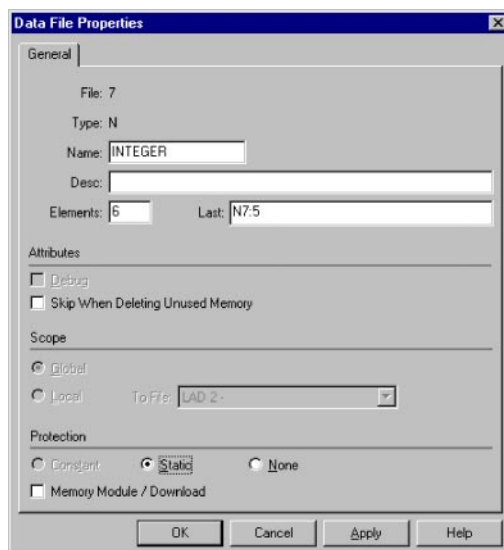 Data File Properties
General
File: 7
Type: N
Name: INTEGER
Desc:
Elements: 6 Last: N7:5
Attributes
Debug
Skip When Deleting Unused Memory
Scope
Global
Local To File: LAD 2 -
Protection
Constant Static None
Memory Module / Download
OK Cancel Apply Help